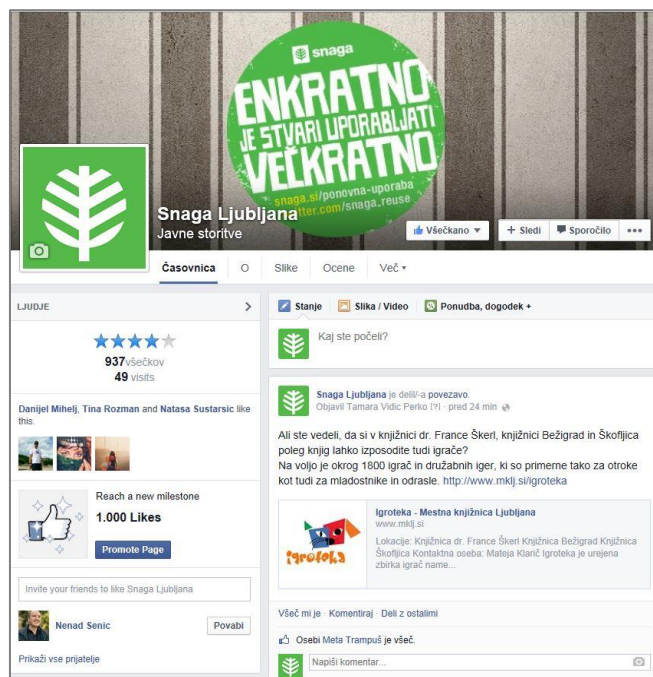 snaga
ENKRATNO
JE STVARI UPORABLJATI
VEČKRATNO
snaga.si/ponovna-uporaba
twitter.com/snaga_reuse
Snaga Ljubljana
Javne storitve
Všečkano
+ Sledi
Sporočilo
Časovnica
O
Slike
Ocene
Več
LJUDJE
937všečkov
49 visits
Danijel Mihelj, Tina Rozman and Natasa Sustarsic like
this.
Reach a new milestone
1.000 Likes
Promote Page
Invite your friends to like Snaga Ljubljana
Nenad Senic
Povabi
Prikaži vse prijatelje
Stanje
Slika / Video
Ponudba, dogodek +
Kaj ste počeli?
Snaga Ljubljana je delil/-a povezavo.
Objavil Tamara Vidic Perko [?] · pred 24 min
Ali ste vedeli, da si v knjižnici dr. France Škerl, knjižnici Bežigrad in Škofljica
poleg knjig lahko izposodite tudi igrače?
Na voljo je okrog 1800 igrač in družabnih iger, ki so primerne tako za otroke
kot tudi za mladostnike in odrasle. http://www.mklj.si/igroteka
igroteka
Igroteka - Mestna knjižnica Ljubljana
www.mklj.si
Lokacije: Knjižnica dr. France Škerl Knjižnica Bežigrad Knjižnica
Škofljica Kontaktna oseba: Mateja Klarič Igroteka je urejena
zbirka igrač name...
Všeč mi je · Komentiraj · Deli z ostalimi
Osebi Meta Trampuš je všeč.
Napiši komentar...